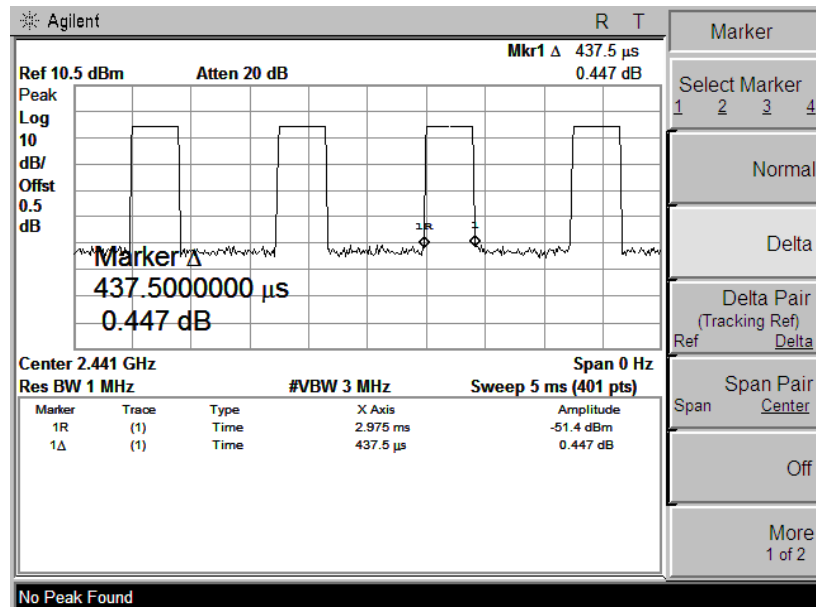 Agilent R T
Mkr1 Δ 437.5 µs
Ref 10.5 dBm Atten 20 dB 0.447 dB
Peak
Log
10
dB/
Offst
0.5
dB
1R 1
Marker Δ
437.5000000 µs
0.447 dB
Center 2.441 GHz Span 0 Hz
Res BW 1 MHz #VBW 3 MHz Sweep 5 ms (401 pts)
Marker Trace Type X Axis Amplitude
1R (1) Time 2.975 ms -51.4 dBm
1Δ (1) Time 437.5 µs 0.447 dB
No Peak Found
Marker
Select Marker
1 2 3 4
Normal
Delta
Delta Pair
(Tracking Ref)
Ref Delta
Span Pair
Span Center
Off
More
1 of 2